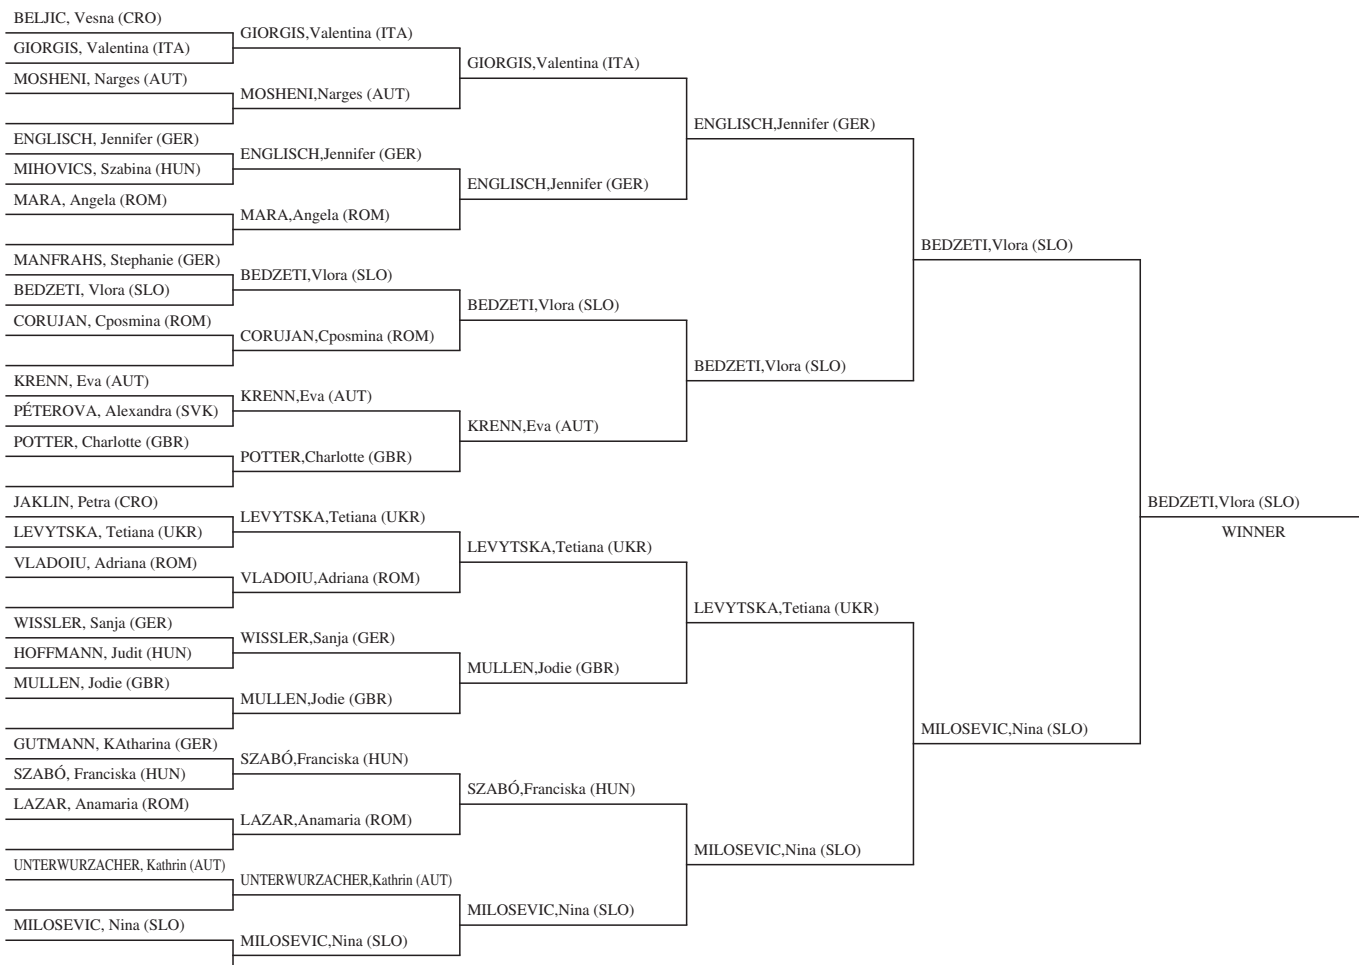 BELJIC, Vesna (CRO)
GIORGIS, Valentina (ITA)
MOSHENI, Narges (AUT)
ENGLISCH, Jennifer (GER)
MIHOVICS, Szabina (HUN)
MARA, Angela (ROM)
MANFRAHS, Stephanie (GER)
BEDZETI, Vlora (SLO)
CORUJAN, Cposmina (ROM)
KRENN, Eva (AUT)
PÉTEROVA, Alexandra (SVK)
POTTER, Charlotte (GBR)
JAKLIN, Petra (CRO)
LEVYTSKA, Tetiana (UKR)
VLADOIU, Adriana (ROM)
WISSLER, Sanja (GER)
HOFFMANN, Judit (HUN)
MULLEN, Jodie (GBR)
GUTMANN, KAtharina (GER)
SZABÓ, Franciska (HUN)
LAZAR, Anamaria (ROM)
UNTERWURZACHER, Kathrin (AUT)
MILOSEVIC, Nina (SLO)
GIORGIS,Valentina (ITA)
MOSHENI,Narges (AUT)
ENGLISCH,Jennifer (GER)
MARA,Angela (ROM)
BEDZETI,Vlora (SLO)
CORUJAN,Cposmina (ROM)
KRENN,Eva (AUT)
POTTER,Charlotte (GBR)
LEVYTSKA,Tetiana (UKR)
VLADOIU,Adriana (ROM)
WISSLER,Sanja (GER)
MULLEN,Jodie (GBR)
SZABÓ,Franciska (HUN)
LAZAR,Anamaria (ROM)
UNTERWURZACHER,Kathrin (AUT)
MILOSEVIC,Nina (SLO)
GIORGIS,Valentina (ITA)
ENGLISCH,Jennifer (GER)
BEDZETI,Vlora (SLO)
KRENN,Eva (AUT)
LEVYTSKA,Tetiana (UKR)
MULLEN,Jodie (GBR)
SZABÓ,Franciska (HUN)
MILOSEVIC,Nina (SLO)
ENGLISCH,Jennifer (GER)
BEDZETI,Vlora (SLO)
LEVYTSKA,Tetiana (UKR)
MILOSEVIC,Nina (SLO)
BEDZETI,Vlora (SLO)
MILOSEVIC,Nina (SLO)
BEDZETI,Vlora (SLO)
WINNER